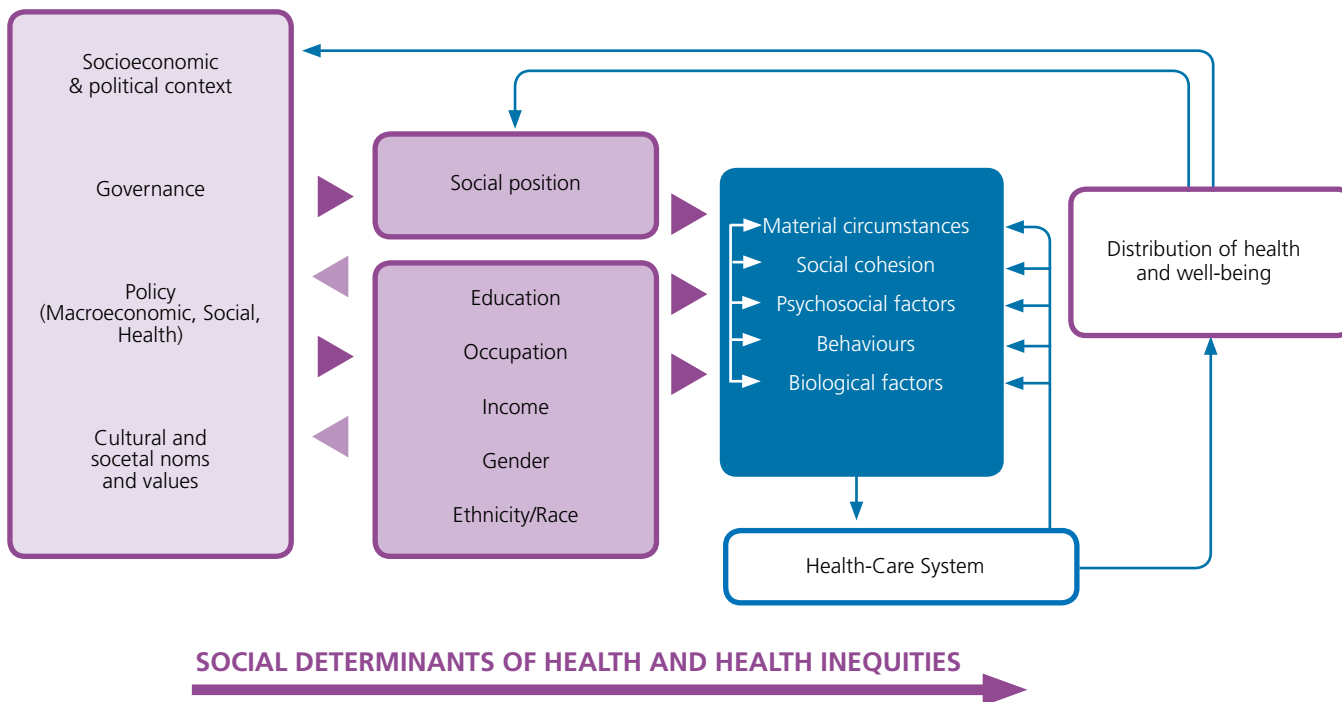 Socioeconomic
& political context
Governance
Policy
(Macroeconomic, Social,
Health)
Cultural and
socetal noms
and values
Social position
Education
Occupation
Income
Gender
Ethnicity/Race
Material circumstances
Social cohesion
Psychosocial factors
Behaviours
Biological factors
Health-Care System
Distribution of health
and well-being
SOCIAL DETERMINANTS OF HEALTH AND HEALTH INEQUITIES